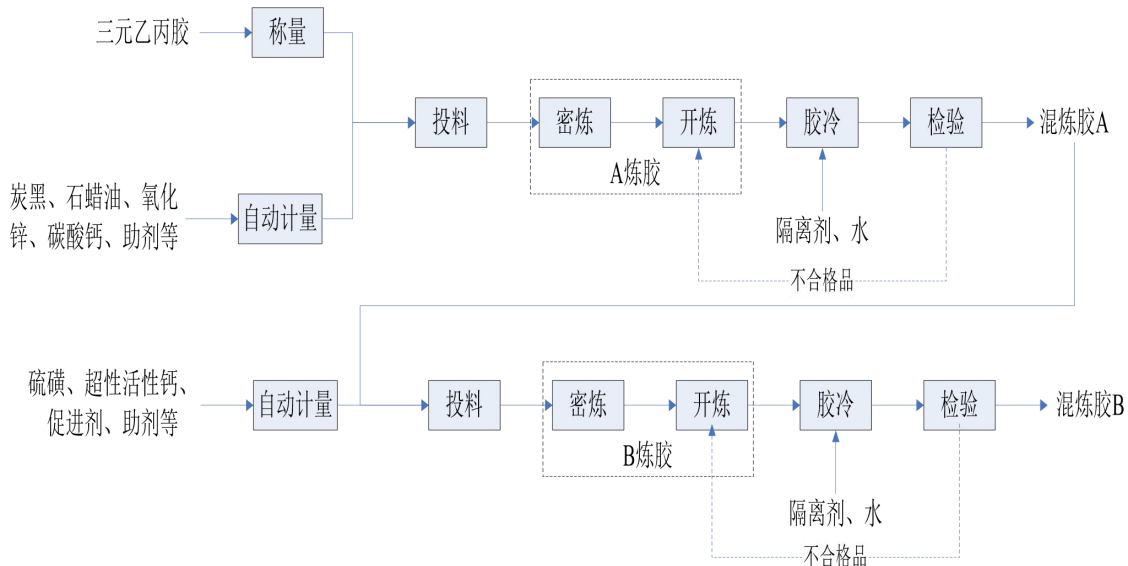 三元乙丙胶
称量
投料
密炼
开炼
A炼胶
胶冷
检验
混炼胶A
炭黑、石蜡油、氧化
锌、碳酸钙、助剂等
自动计量
隔离剂、水
不合格品
硫磺、超性活性钙、
促进剂、助剂等
自动计量
投料
密炼
开炼
B炼胶
胶冷
检验
混炼胶B
隔离剂、水
不合格品